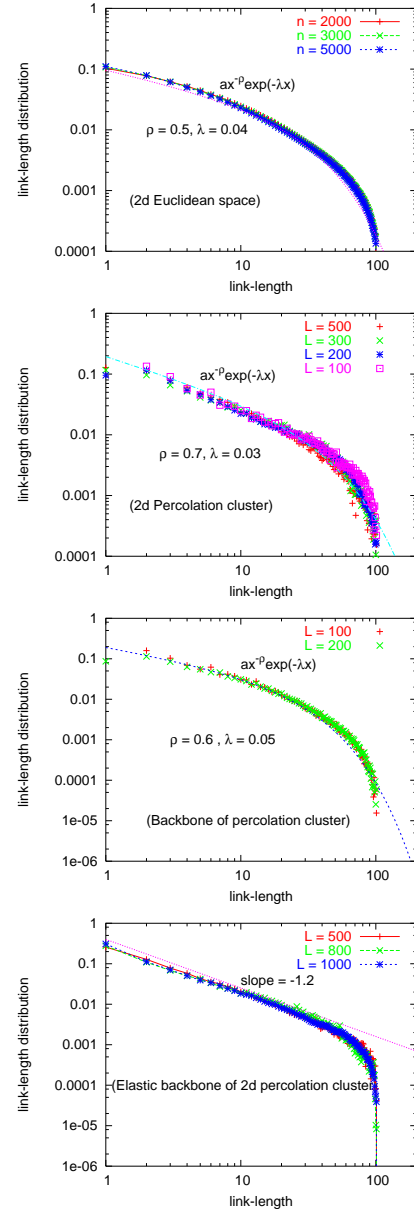 link-length distribution
1
0.1
0.01
0.001
0.0001
1
10
100
link-length
n = 2000
n = 3000
n = 5000
ax⁻ᵖexp(-λx)
ρ = 0.5, λ = 0.04
(2d Euclidean space)
link-length distribution
1
0.1
0.01
0.001
0.0001
1
10
100
link-length
L = 500
L = 300
L = 200
L = 100
ax⁻ᵖexp(-λx)
ρ = 0.7, λ = 0.03
(2d Percolation cluster)
link-length distribution
1
0.1
0.01
0.001
0.0001
1e-05
1e-06
1
10
100
link-length
L = 100
L = 200
ax⁻ᵖexp(-λx)
ρ = 0.6 , λ = 0.05
(Backbone of percolation cluster)
link-length distribution
1
0.1
0.01
0.001
0.0001
1e-05
1e-06
1
10
100
link-length
L = 500
L = 800
L = 1000
slope = -1.2
(Elastic backbone of 2d percolation cluster